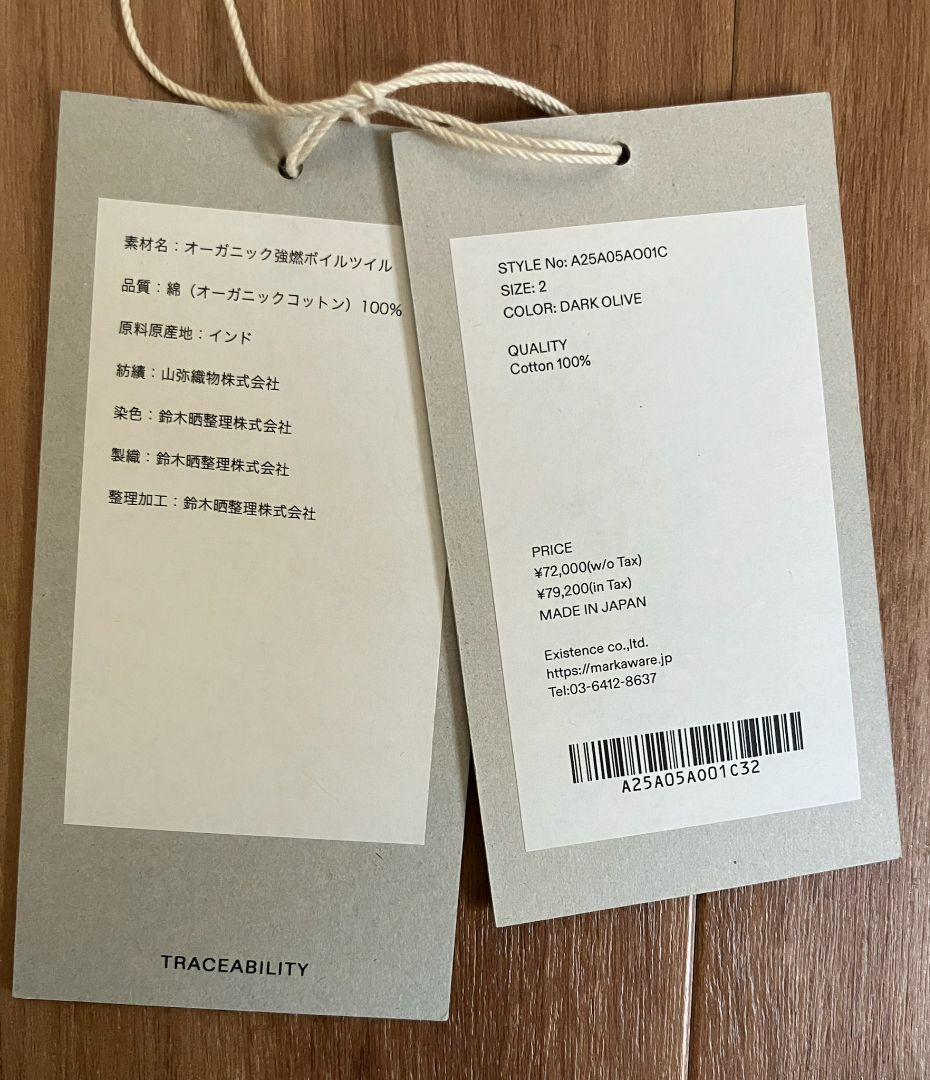 素材名：オーガニック強燃ボイルツイル
品質：綿（オーガニックコットン）100%
原料原産地：インド
紡績：山弥織物株式会社
染色：鈴木晒整理株式会社
製織：鈴木晒整理株式会社
整理加工：鈴木晒整理株式会社
TRACEABILITY
STYLE No: A25A05AO01C
SIZE: 2
COLOR: DARK OLIVE
QUALITY
Cotton 100%
PRICE
¥72,000(w/o Tax)
¥79,200(in Tax)
MADE IN JAPAN
Existence co.,ltd.
https://markaware.jp
Tel:03-6412-8637
A25A05A001C32